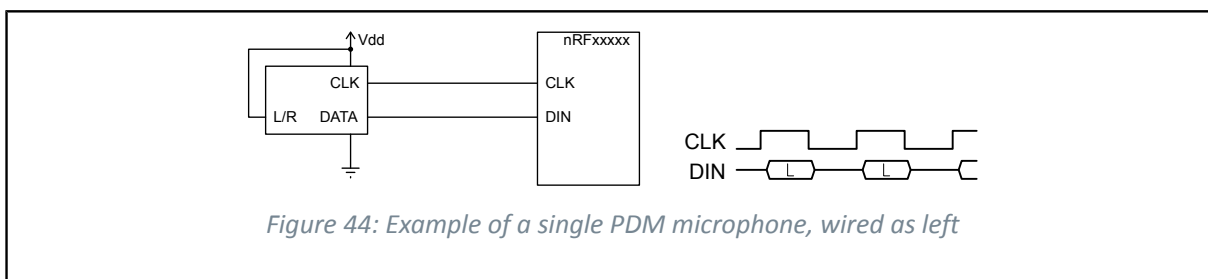 Vdd
nRFxxxxx
CLK
CLK
L/R DATA
DIN
CLK
DIN L L
Figure 44: Example of a single PDM microphone, wired as left